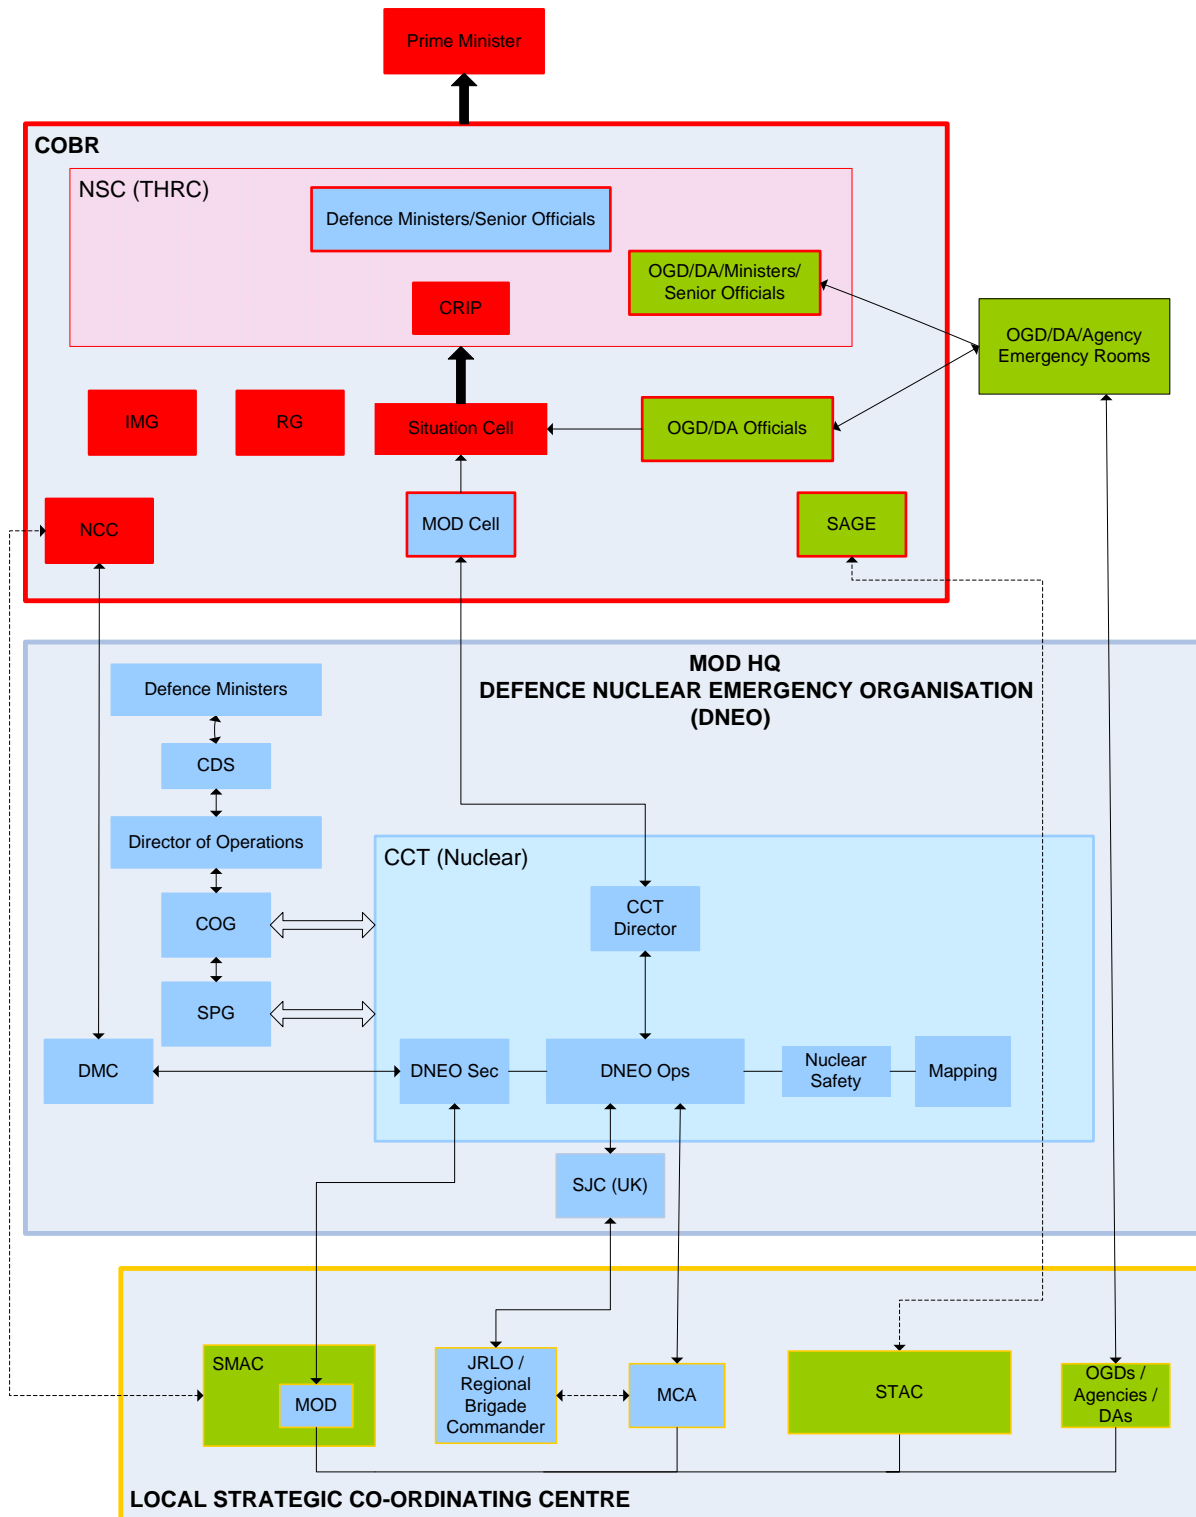 Prime Minister
COBR
NSC (THRC)
Defence Ministers/Senior Officials
OGD/DA/Ministers/
Senior Officials
CRIP
OGD/DA/Agency
Emergency Rooms
IMG
RG
Situation Cell
OGD/DA Officials
NCC
MOD Cell
SAGE
MOD HQ
DEFENCE NUCLEAR EMERGENCY ORGANISATION
(DNEO)
Defence Ministers
CDS
Director of Operations
CCT (Nuclear)
COG
CCT
Director
SPG
DMC
DNEO Sec
DNEO Ops
Nuclear
Safety
Mapping
SJC (UK)
SMAC
MOD
JRLO /
Regional
Brigade
Commander
MCA
STAC
OGDs /
Agencies /
DAs
LOCAL STRATEGIC CO-ORDINATING CENTRE